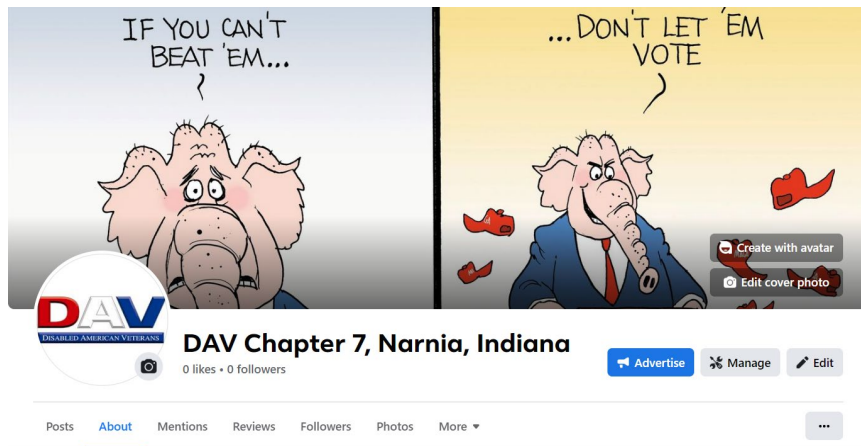 IF YOU CAN'T
BEAT 'EM...
...DON'T LET 'EM
VOTE
Create with avatar
Edit cover photo
DAV
DISABLED AMERICAN VETERANS
DAV Chapter 7, Narnia, Indiana
0 likes • 0 followers
Advertise
Manage
Edit
Posts
About
Mentions
Reviews
Followers
Photos
More